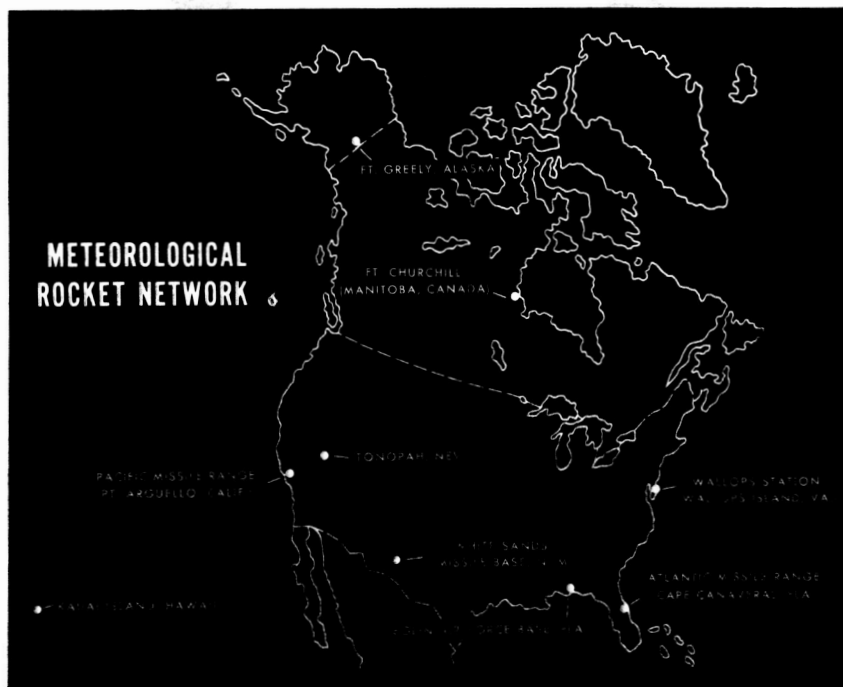 METEOROLOGICAL
ROCKET NETWORK
FT. GREELY, ALASKA
FT. CHURCHILL
(MANITOBA, CANADA)
TONOPAH, NEV
PACIFIC MISSILE RANGE
PT. ARGUELLO, CALIF.
WALLOPS STATION
WALLOPS ISLAND, VA.
WHITE SANDS
MISSILE
ATLANTIC MISSILE RANGE
CAPE CANAVERAL, FLA.
HAWAII